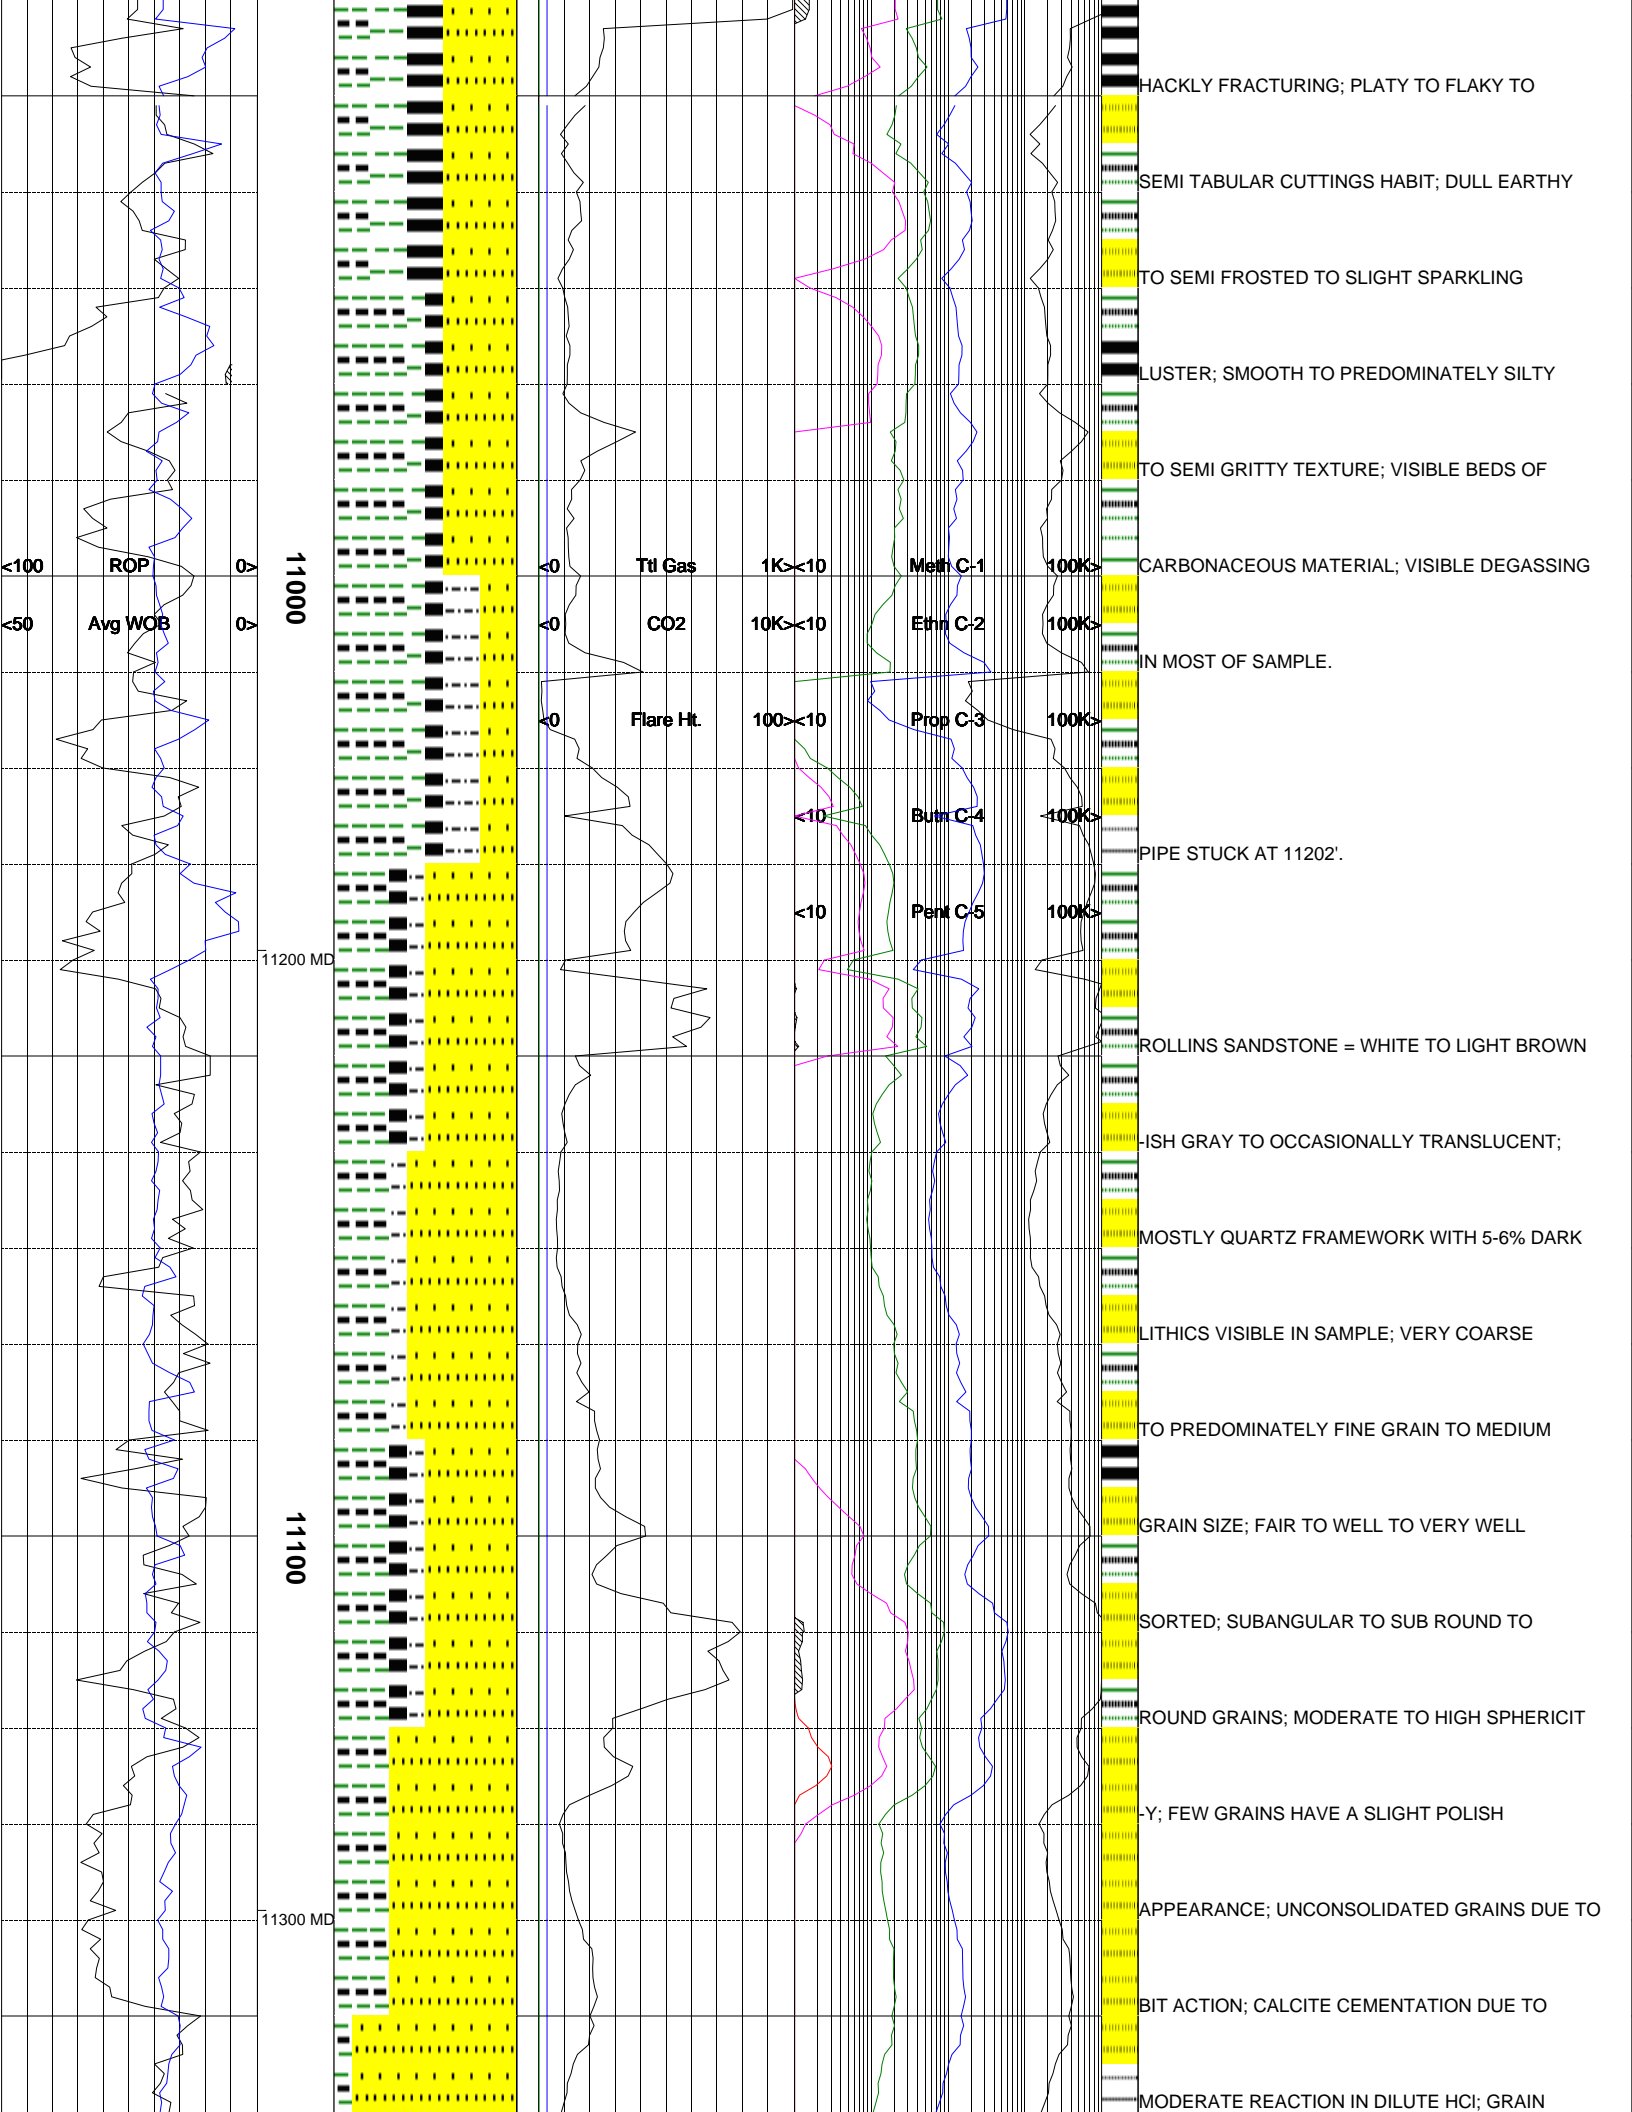 HACKLY FRACTURING; PLATY TO FLAKY TO
SEMI TABULAR CUTTINGS HABIT; DULL EARTHY
TO SEMI FROSTED TO SLIGHT SPARKLING
LUSTER; SMOOTH TO PREDOMINATELY SILTY
TO SEMI GRITTY TEXTURE; VISIBLE BEDS OF
<100 ROP 0> 11000 <0 Ttl Gas 1K><10 Meth C-1 100K> CARBONACEOUS MATERIAL; VISIBLE DEGASSING
<50 Avg WOB 0> <0 CO2 10K><10 Ethn C-2 100K>
IN MOST OF SAMPLE.
<0 Flare Ht. 100><10 Prop C-3 100K>
<10 Butn C-4 100K>
PIPE STUCK AT 11202'.
<10 Pent C-5 100K>
11200 MD
ROLLINS SANDSTONE = WHITE TO LIGHT BROWN
-ISH GRAY TO OCCASIONALLY TRANSLUCENT;
MOSTLY QUARTZ FRAMEWORK WITH 5-6% DARK
LITHICS VISIBLE IN SAMPLE; VERY COARSE
TO PREDOMINATELY FINE GRAIN TO MEDIUM
GRAIN SIZE; FAIR TO WELL TO VERY WELL
11100
SORTED; SUBANGULAR TO SUB ROUND TO
ROUND GRAINS; MODERATE TO HIGH SPHERICIT
-Y; FEW GRAINS HAVE A SLIGHT POLISH
APPEARANCE; UNCONSOLIDATED GRAINS DUE TO
11300 MD
BIT ACTION; CALCITE CEMENTATION DUE TO
MODERATE REACTION IN DILUTE HCl; GRAIN